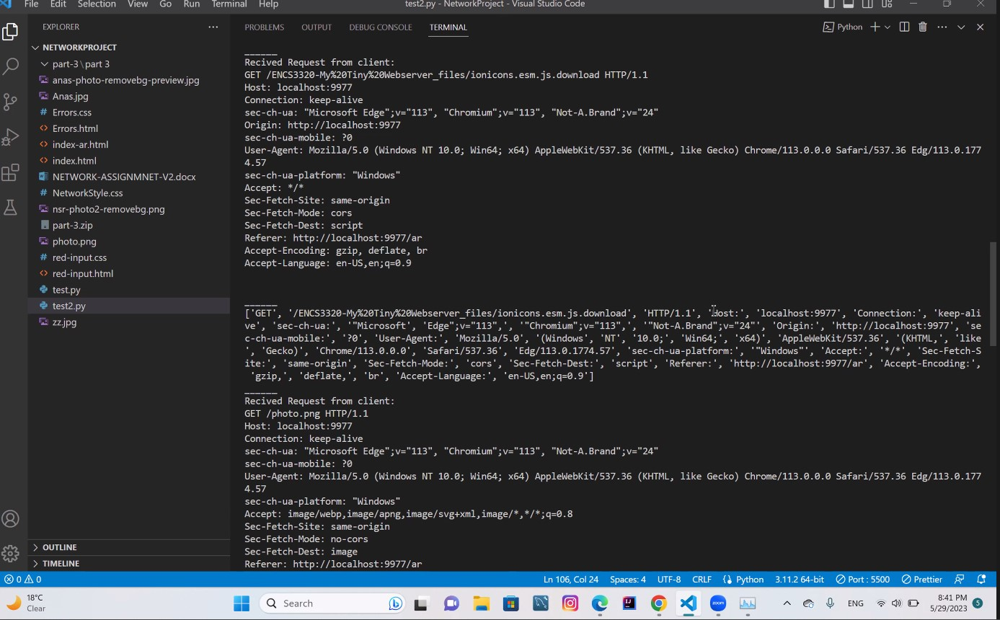 File Edit Selection View Go Run Terminal Help
test2.py - NetworkProject - Visual Studio Code
EXPLORER
NETWORKPROJECT
part-3\part 3
anas-photo-removebg-preview.jpg
Anas.jpg
Errors.css
Errors.html
index-ar.html
index.html
NETWORK-ASSIGNMNET-V2.docx
NetworkStyle.css
nsr-photo2-removebg.png
part-3.zip
photo.png
red-input.css
red-input.html
test.py
test2.py
zz.jpg
OUTLINE
TIMELINE
PROBLEMS OUTPUT DEBUG CONSOLE TERMINAL
Python
______
Recived Request from client:
GET /ENCS3320-My%20Tiny%20Webserver_files/ionicons.esm.js.download HTTP/1.1
Host: localhost:9977
Connection: keep-alive
sec-ch-ua: "Microsoft Edge";v="113", "Chromium";v="113", "Not-A.Brand";v="24"
Origin: http://localhost:9977
sec-ch-ua-mobile: ?0
User-Agent: Mozilla/5.0 (Windows NT 10.0; Win64; x64) AppleWebKit/537.36 (KHTML, like Gecko) Chrome/113.0.0.0 Safari/537.36 Edg/113.0.177
4.57
sec-ch-ua-platform: "Windows"
Accept: */*
Sec-Fetch-Site: same-origin
Sec-Fetch-Mode: cors
Sec-Fetch-Dest: script
Referer: http://localhost:9977/ar
Accept-Encoding: gzip, deflate, br
Accept-Language: en-US,en;q=0.9
______
['GET', '/ENCS3320-My%20Tiny%20Webserver_files/ionicons.esm.js.download', 'HTTP/1.1', 'Host:', 'localhost:9977', 'Connection:', 'keep-ali
ve', 'sec-ch-ua:', '"Microsoft', 'Edge";v="113",', '"Chromium";v="113",', '"Not-A.Brand";v="24"', 'Origin:', 'http://localhost:9977', 'se
c-ch-ua-mobile:', '?0', 'User-Agent:', 'Mozilla/5.0', '(Windows', 'NT', '10.0;', 'Win64;', 'x64)', 'AppleWebKit/537.36', '(KHTML,', 'like
', 'Gecko)', 'Chrome/113.0.0.0', 'Safari/537.36', 'Edg/113.0.1774.57', 'sec-ch-ua-platform:', '"Windows"', 'Accept:', '*/*', 'Sec-Fetch-S
ite:', 'same-origin', 'Sec-Fetch-Mode:', 'cors', 'Sec-Fetch-Dest:', 'script', 'Referer:', 'http://localhost:9977/ar', 'Accept-Encoding:',
'gzip,', 'deflate,', 'br', 'Accept-Language:', 'en-US,en;q=0.9']
______
Recived Request from client:
GET /photo.png HTTP/1.1
Host: localhost:9977
Connection: keep-alive
sec-ch-ua: "Microsoft Edge";v="113", "Chromium";v="113", "Not-A.Brand";v="24"
sec-ch-ua-mobile: ?0
User-Agent: Mozilla/5.0 (Windows NT 10.0; Win64; x64) AppleWebKit/537.36 (KHTML, like Gecko) Chrome/113.0.0.0 Safari/537.36 Edg/113.0.177
4.57
sec-ch-ua-platform: "Windows"
Accept: image/webp,image/apng,image/svg+xml,image/*,*/*;q=0.8
Sec-Fetch-Site: same-origin
Sec-Fetch-Mode: no-cors
Sec-Fetch-Dest: image
Referer: http://localhost:9977/ar
0 0
Ln 106, Col 24 Spaces: 4 UTF-8 CRLF Python 3.11.2 64-bit Port : 5500 Prettier
18°C
Clear
Search
zoom
ENG
8:41 PM
5/29/2023
5